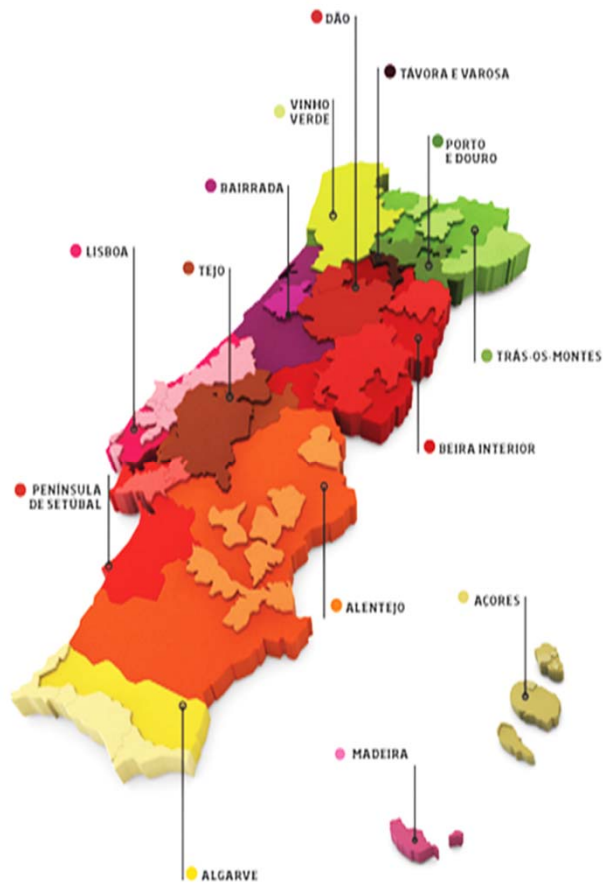 DÃO
TÁVORA E VAROSA
VINHO
VERDE
PORTO
E DOURO
BAIRRADA
LISBOA
TEJO
TRÁS-OS-MONTES
BEIRA INTERIOR
PENÍNSULA
DE SETÚBAL
ALENTEJO
AÇORES
MADEIRA
ALGARVE